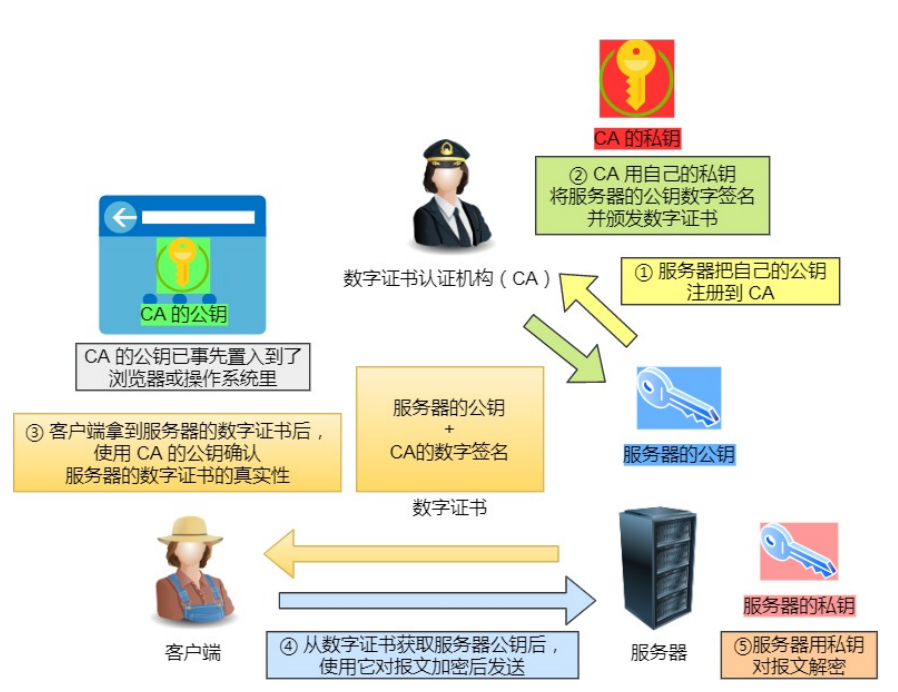 CA 的私钥
② CA 用自己的私钥
将服务器的公钥数字签名
并颁发数字证书
数字证书认证机构（CA）
① 服务器把自己的公钥
注册到 CA
CA 的公钥
CA 的公钥已事先置入到了
浏览器或操作系统里
③ 客户端拿到服务器的数字证书后，
使用 CA 的公钥确认
服务器的数字证书的真实性
服务器的公钥
+
CA的数字签名
数字证书
服务器的公钥
客户端
④ 从数字证书获取服务器公钥后，
使用它对报文加密后发送
服务器
服务器的私钥
⑤服务器用私钥
对报文解密